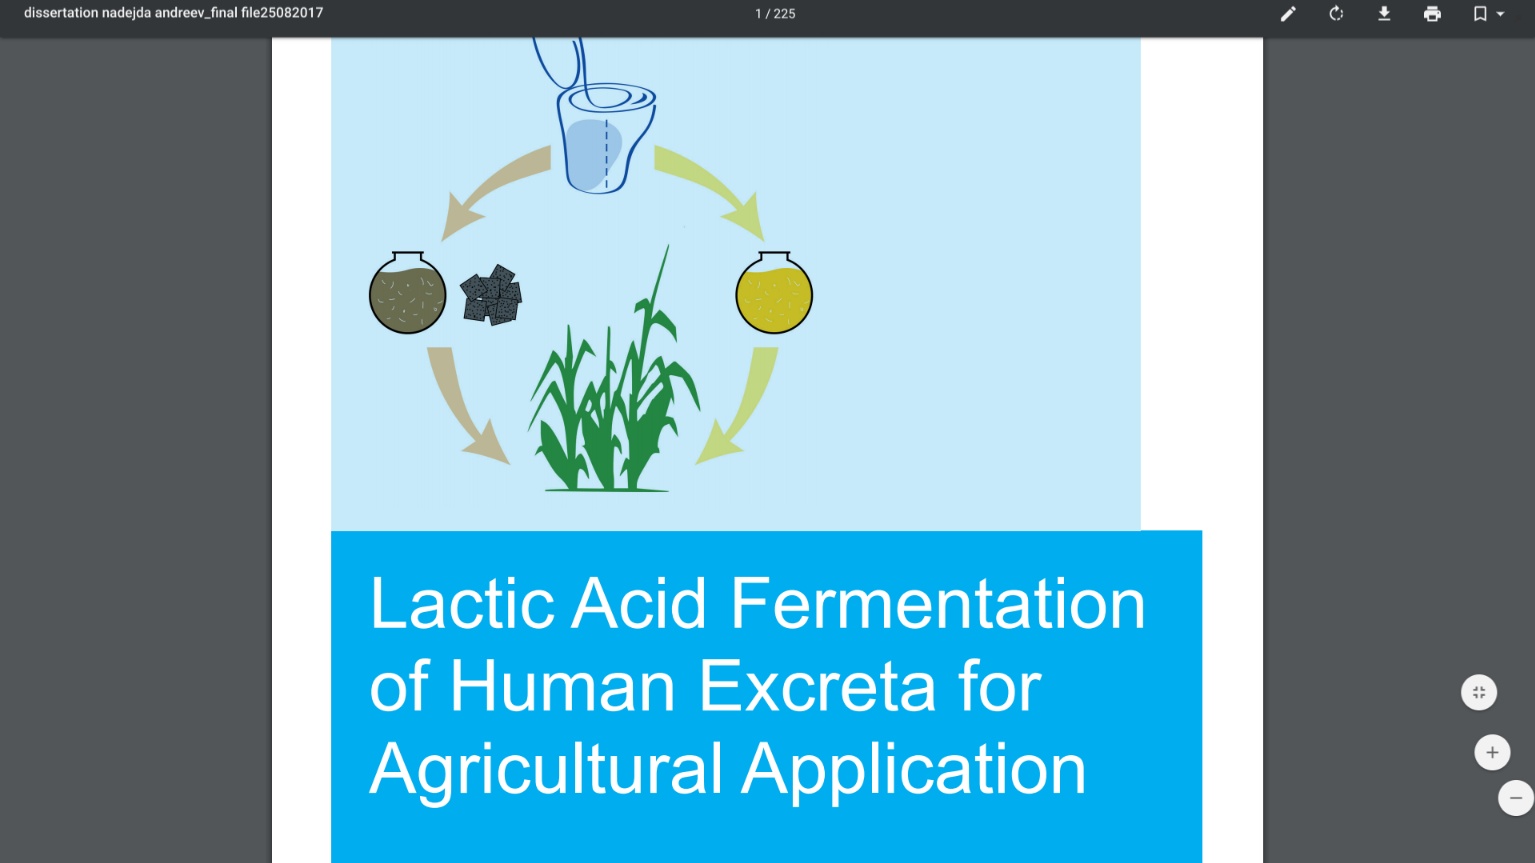 dissertation nadejda andreev_final file25082017
1 / 225
Lactic Acid Fermentation
of Human Excreta for
Agricultural Application